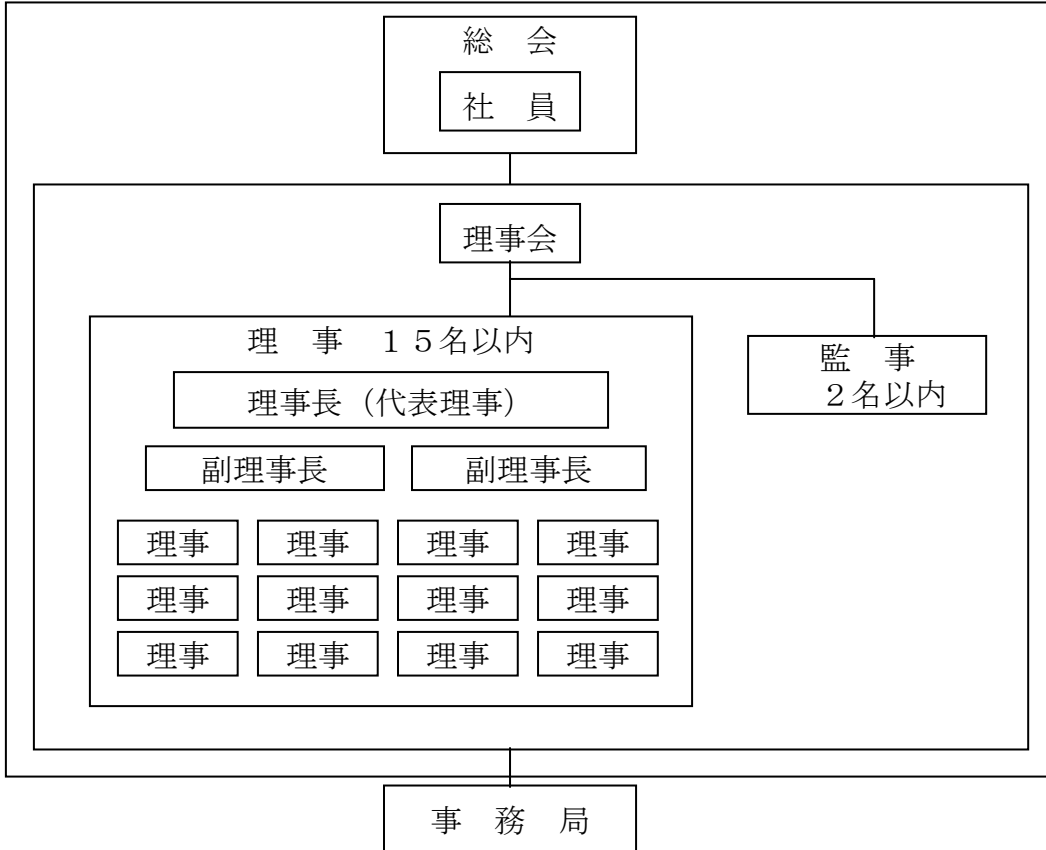 総　会
社　員
理事会
理　事　１５名以内
理事長（代表理事）
副理事長　副理事長
理事　理事　理事　理事
理事　理事　理事　理事
理事　理事　理事　理事
監　事
２名以内
事　務　局